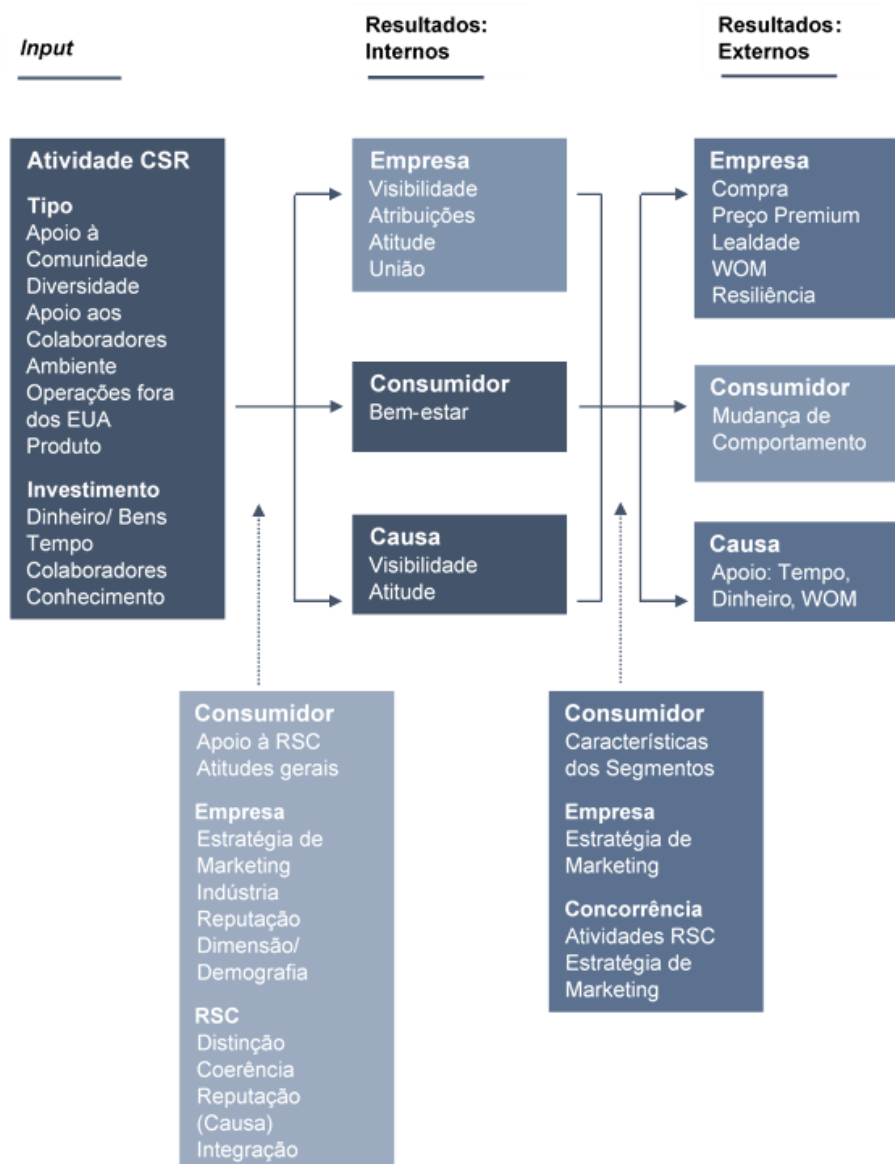 Input
Resultados:
Internos
Resultados:
Externos
Atividade CSR
Tipo
Apoio à
Comunidade
Diversidade
Apoio aos
Colaboradores
Ambiente
Operações fora
dos EUA
Produto
Investimento
Dinheiro/ Bens
Tempo
Colaboradores
Conhecimento
Empresa
Visibilidade
Atribuições
Atitude
União
Consumidor
Bem-estar
Causa
Visibilidade
Atitude
Empresa
Compra
Preço Premium
Lealdade
WOM
Resiliência
Consumidor
Mudança de
Comportamento
Causa
Apoio: Tempo,
Dinheiro, WOM
Consumidor
Apoio à RSC
Atitudes gerais
Empresa
Estratégia de
Marketing
Indústria
Reputação
Dimensão/
Demografia
RSC
Distinção
Coerência
Reputação
(Causa)
Integração
Consumidor
Características
dos Segmentos
Empresa
Estratégia de
Marketing
Concorrência
Atividades RSC
Estratégia de
Marketing